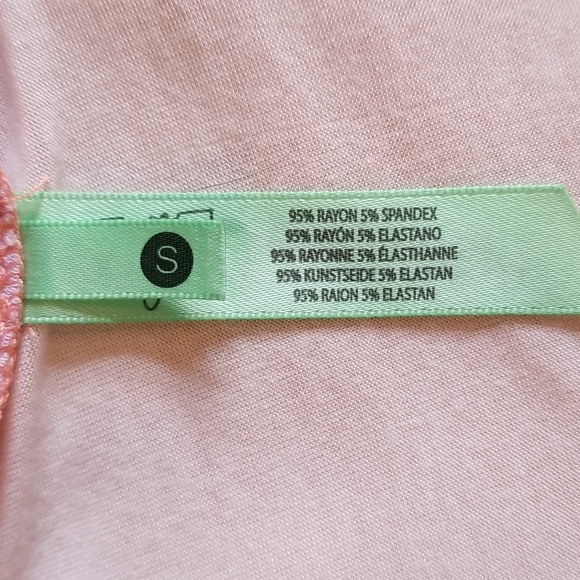 S
95% RAYON 5% SPANDEX
95% RAYÓN 5% ELASTANO
95% RAYONNE 5% ÉLASTHANNE
95% KUNSTSEIDE 5% ELASTAN
95% RAION 5% ELASTAN